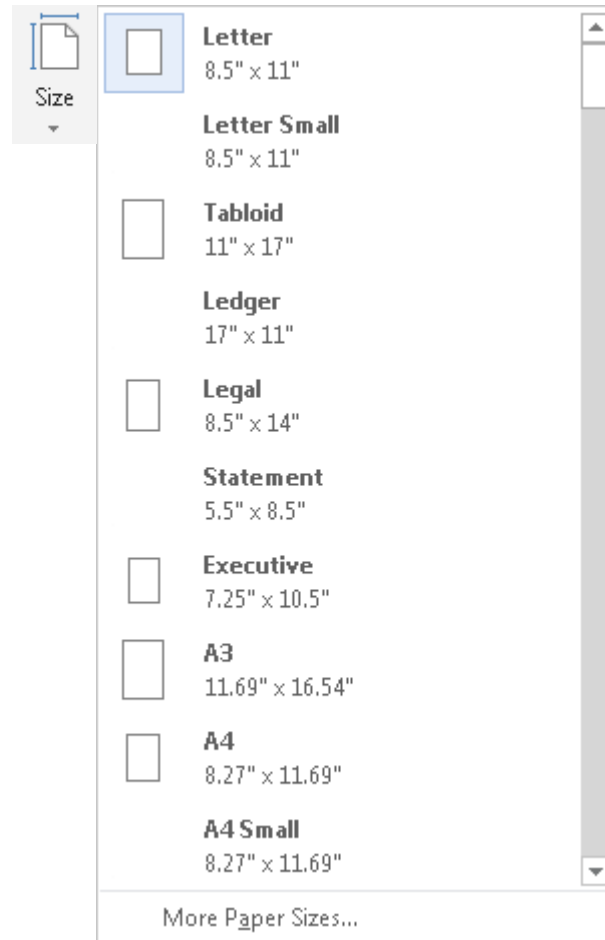 Size
Letter
8.5" x 11"
Letter Small
8.5" x 11"
Tabloid
11" x 17"
Ledger
17" x 11"
Legal
8.5" x 14"
Statement
5.5" x 8.5"
Executive
7.25" x 10.5"
A3
11.69" x 16.54"
A4
8.27" x 11.69"
A4 Small
8.27" x 11.69"
More Paper Sizes...